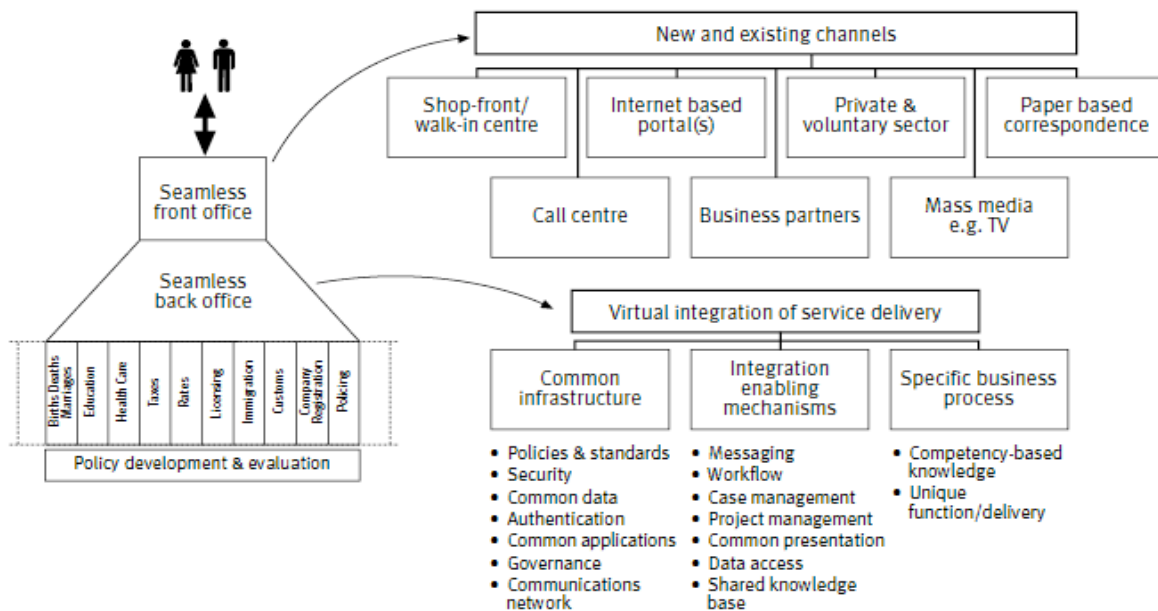 New and existing channels
Shop-front/
walk-in centre
Internet based
portal(s)
Private &
voluntary sector
Paper based
correspondence
Call centre
Business partners
Mass media
e.g. TV
Seamless
front office
Seamless
back office
Births Deaths
Marriages
Education
Health Care
Taxes
Rates
Licensing
Immigration
Customs
Company
Registration
Policing
Policy development & evaluation
Virtual integration of service delivery
Common
infrastructure
Integration
enabling
mechanisms
Specific business
process
• Policies & standards
• Security
• Common data
• Authentication
• Common applications
• Governance
• Communications
network
• Messaging
• Workflow
• Case management
• Project management
• Common presentation
• Data access
• Shared knowledge
base
• Competency-based
knowledge
• Unique
function/delivery